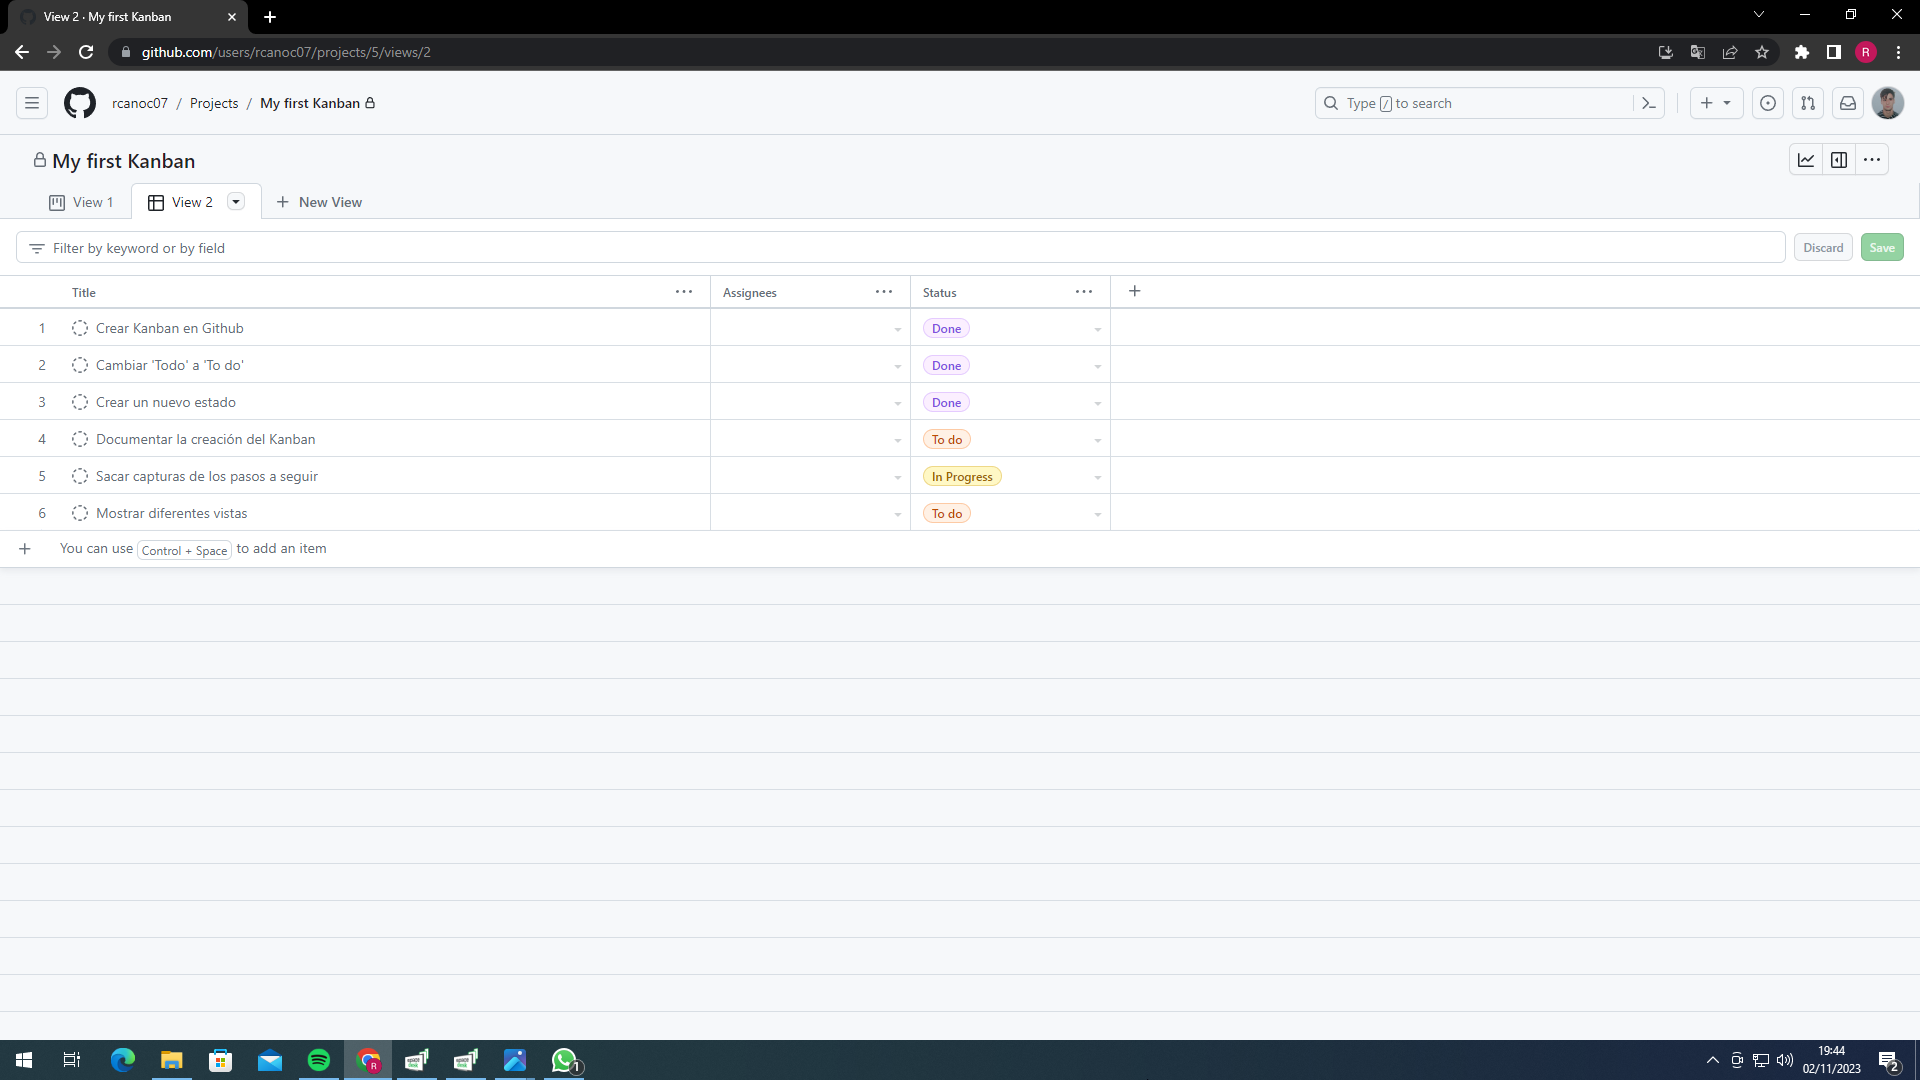 View 2 · My first Kanban
github.com/users/rcanoc07/projects/5/views/2
R
rcanoc07 / Projects / My first Kanban
Type / to search
My first Kanban
View 1
View 2
New View
Filter by keyword or by field
Discard
Save
Title
Assignees
Status
1 Crear Kanban en Github Done
2 Cambiar 'Todo' a 'To do' Done
3 Crear un nuevo estado Done
4 Documentar la creación del Kanban To do
5 Sacar capturas de los pasos a seguir In Progress
6 Mostrar diferentes vistas To do
You can use Control + Space to add an item
R
1
19:44
02/11/2023
2